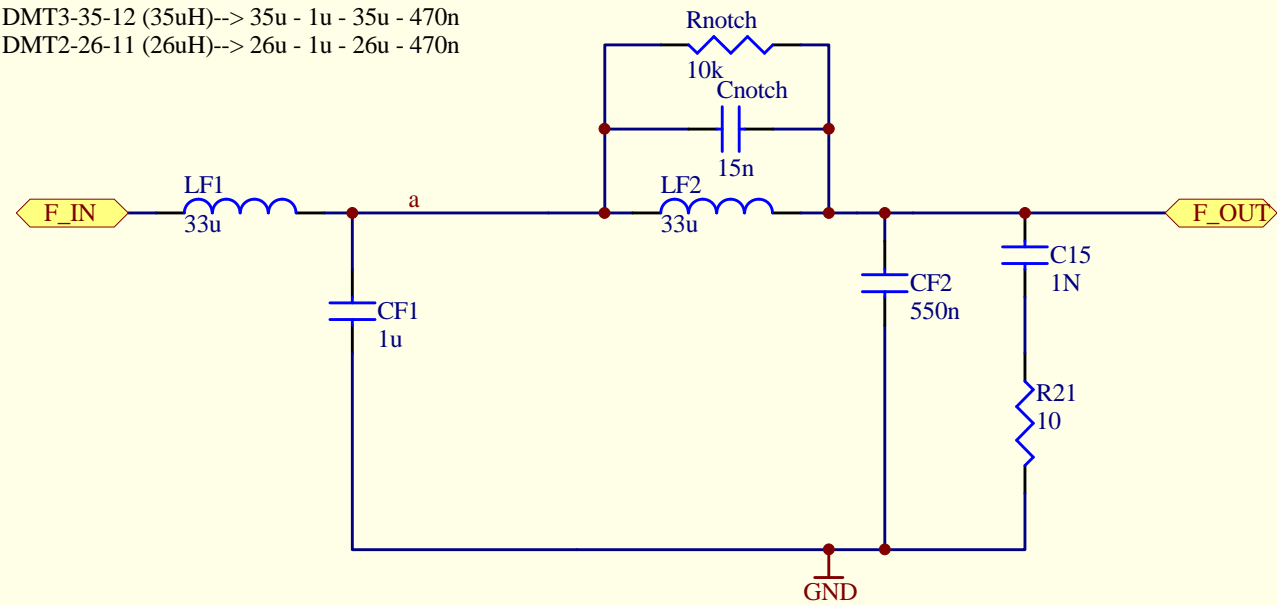 DMT3-35-12 (35uH)--> 35u - 1u - 35u - 470n
DMT2-26-11 (26uH)--> 26u - 1u - 26u - 470n
Rnotch
10k
Cnotch
15n
LF1
33u
F_IN
a
LF2
33u
F_OUT
CF1
1u
CF2
550n
C15
1N
R21
10
GND